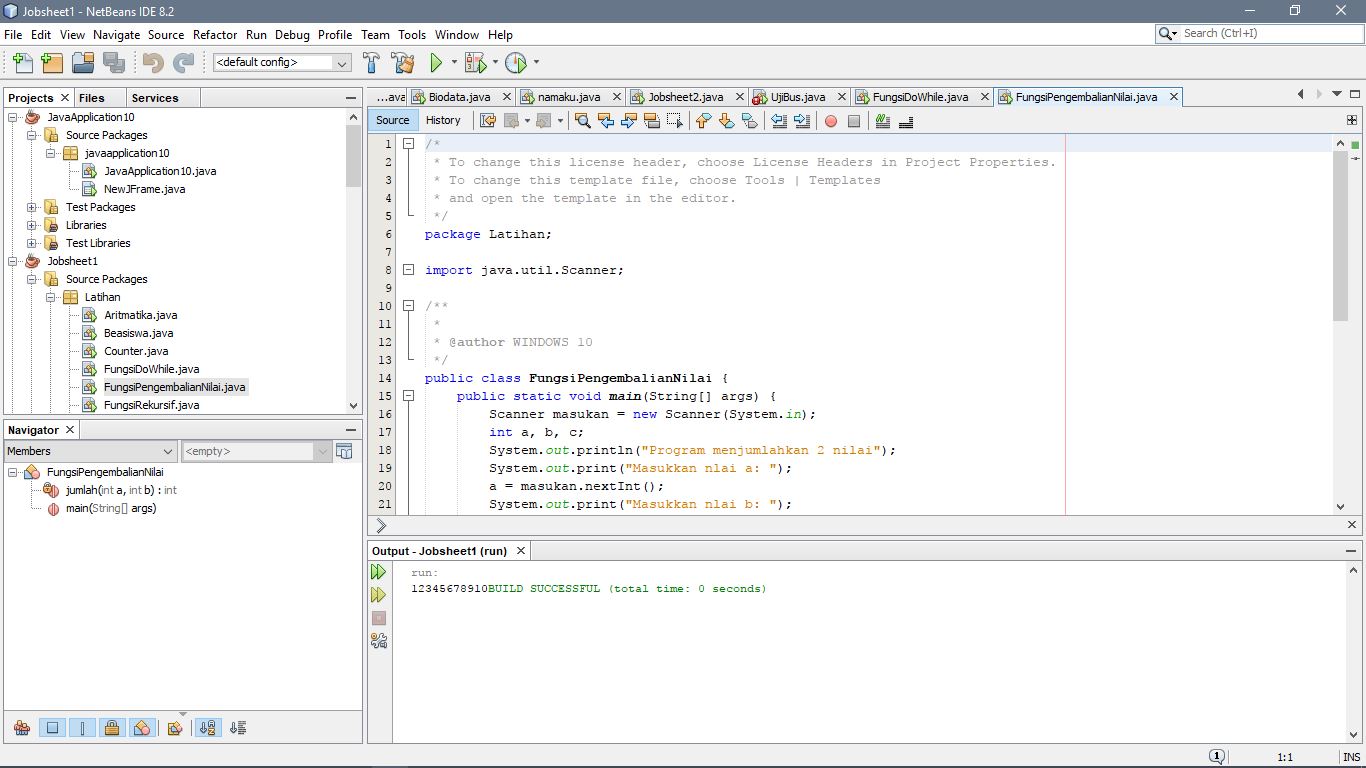 Jobsheet1 - NetBeans IDE 8.2
File Edit View Navigate Source Refactor Run Debug Profile Team Tools Window Help
Search (Ctrl+I)
<default config>
Projects Files Services
JavaApplication10
Source Packages
javaapplication10
JavaApplication10.java
NewJFrame.java
Test Packages
Libraries
Test Libraries
Jobsheet1
Source Packages
Latihan
Aritmatika.java
Beasiswa.java
Counter.java
FungsiDoWhile.java
FungsiPengembalianNilai.java
FungsiRekursif.java
Navigator
Members <empty>
FungsiPengembalianNilai
jumlah(int a, int b) : int
main(String[] args)
...ava Biodata.java namaku.java Jobsheet2.java UjiBus.java FungsiDoWhile.java FungsiPengembalianNilai.java
Source History
1 /*
2 * To change this license header, choose License Headers in Project Properties.
3 * To change this template file, choose Tools | Templates
4 * and open the template in the editor.
5 */
6 package Latihan;
7
8 import java.util.Scanner;
9
10 /**
11 *
12 * @author WINDOWS 10
13 */
14 public class FungsiPengembalianNilai {
15 public static void main(String[] args) {
16 Scanner masukan = new Scanner(System.in);
17 int a, b, c;
18 System.out.println("Program menjumlahkan 2 nilai");
19 System.out.print("Masukkan nlai a: ");
20 a = masukan.nextInt();
21 System.out.print("Masukkan nlai b: ");
Output - Jobsheet1 (run)
run:
12345678910BUILD SUCCESSFUL (total time: 0 seconds)
1 1:1 INS